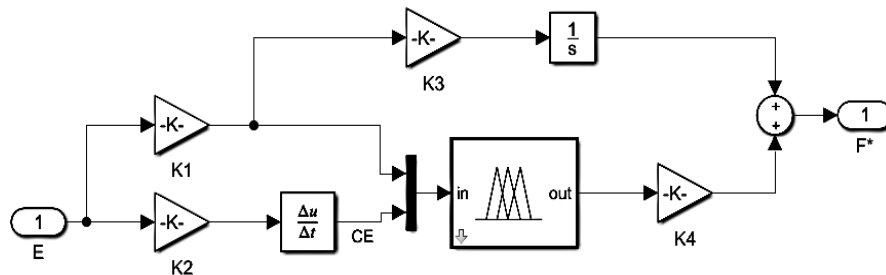 -K-
K3
1
s
-K-
K1
+
+
1
F*
in
out
-K-
K4
1
E
-K-
K2
Δu
Δt
CE